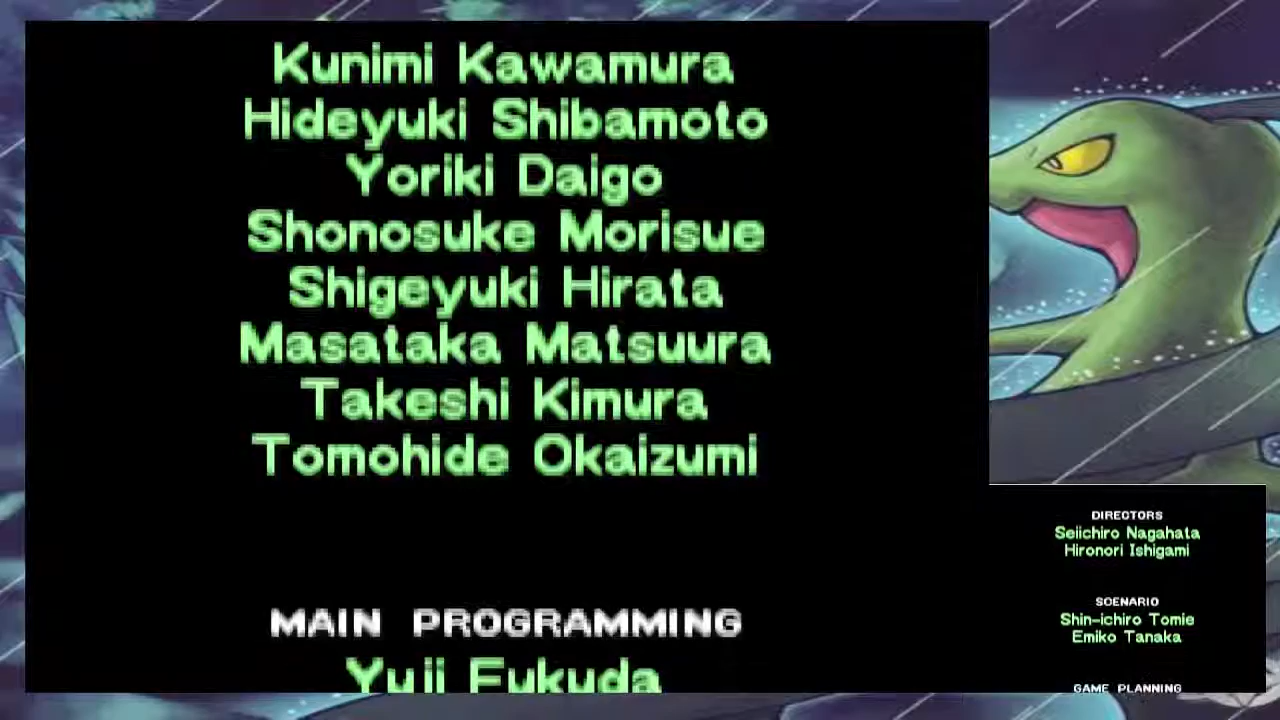 Kunimi Kawamura
Hideyuki Shibamoto
Yoriki Daigo
Shonosuke Morisue
Shigeyuki Hirata
Masataka Matsuura
Takeshi Kimura
Tomohide Okaizumi
MAIN PROGRAMMING
Yuji Fukuda
DIRECTORS
Seiichiro Nagahata
Hironori Ishigami
SCENARIO
Shin-ichiro Tomie
Emiko Tanaka
GAME PLANNING